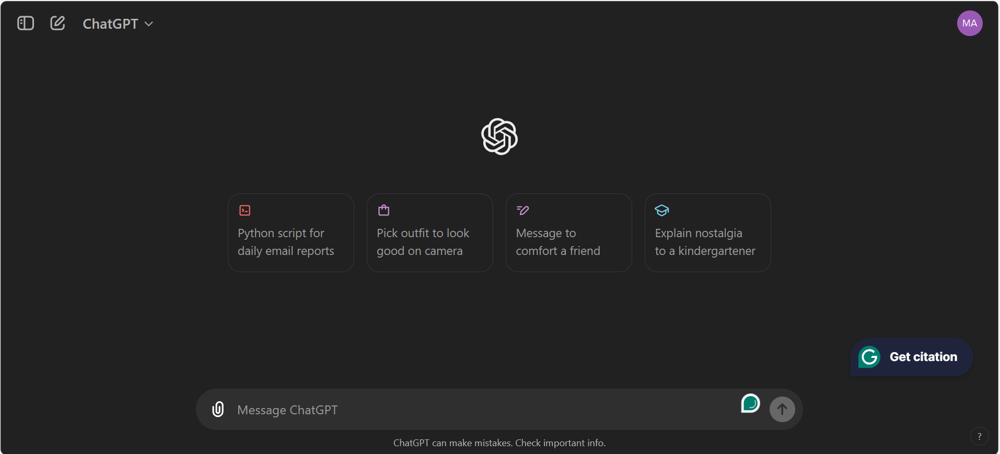 ChatGPT
MA
Python script for
daily email reports
Pick outfit to look
good on camera
Message to
comfort a friend
Explain nostalgia
to a kindergartener
Get citation
Message ChatGPT
ChatGPT can make mistakes. Check important info.
?